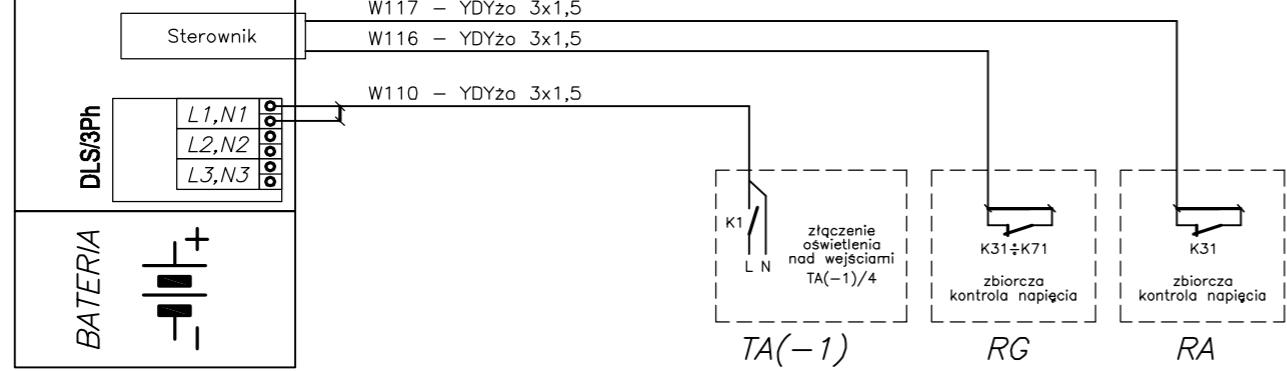 W117 – YDYżo 3x1,5
Sterownik
W116 – YDYżo 3x1,5
W110 – YDYżo 3x1,5
DLS/3Ph
L1,N1
L2,N2
L3,N3
BATERIA
+
–
K1
L N
złączenie
oświetlenia
nad wejściami
TA(–1)/4
K31÷K71
zbiorcza
kontrola napięcia
K31
zbiorcza
kontrola napięcia
TA(–1)
RG
RA